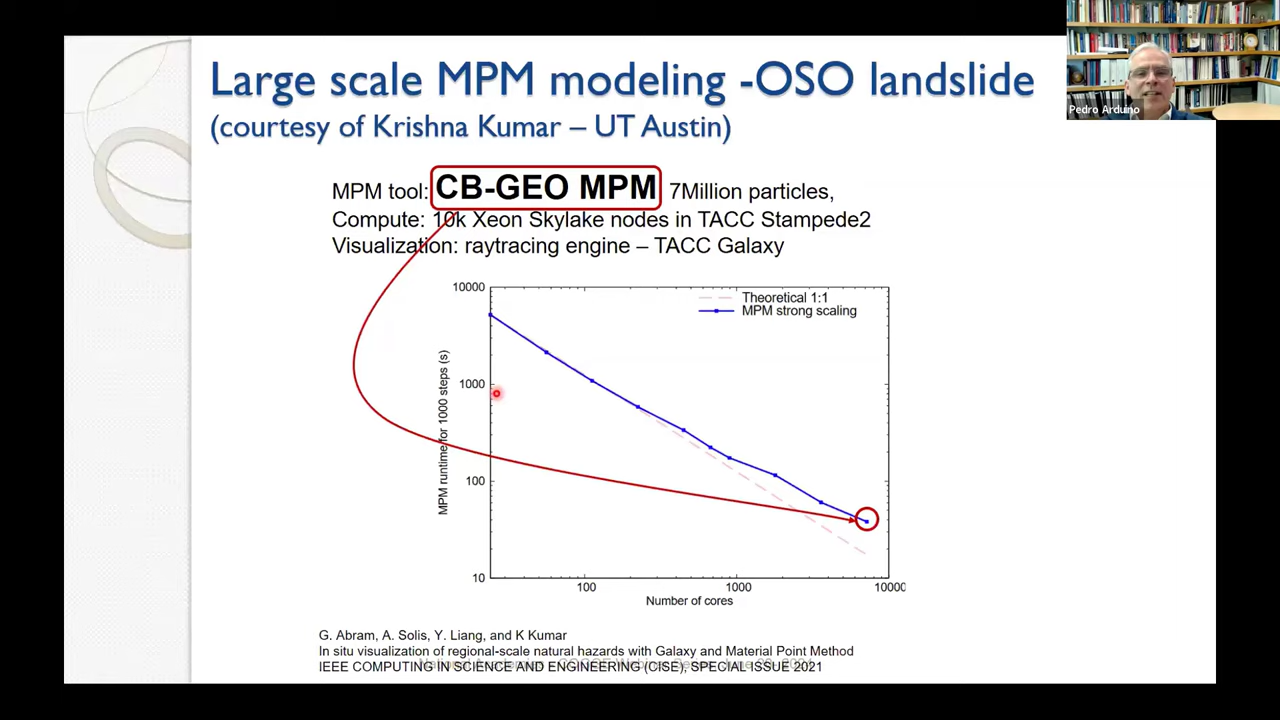 Large scale MPM modeling -OSO landslide
(courtesy of Krishna Kumar – UT Austin)
Pedro Arduino
MPM tool: CB-GEO MPM 7Million particles,
Compute: 10k Xeon Skylake nodes in TACC Stampede2
Visualization: raytracing engine – TACC Galaxy
10000
1000
100
10
MPM runtime for 1000 steps (s)
Theoretical 1:1
MPM strong scaling
100
1000
10000
Number of cores
G. Abram, A. Solis, Y. Liang, and K Kumar
In situ visualization of regional-scale natural hazards with Galaxy and Material Point Method
IEEE COMPUTING IN SCIENCE AND ENGINEERING (CISE), SPECIAL ISSUE 2021